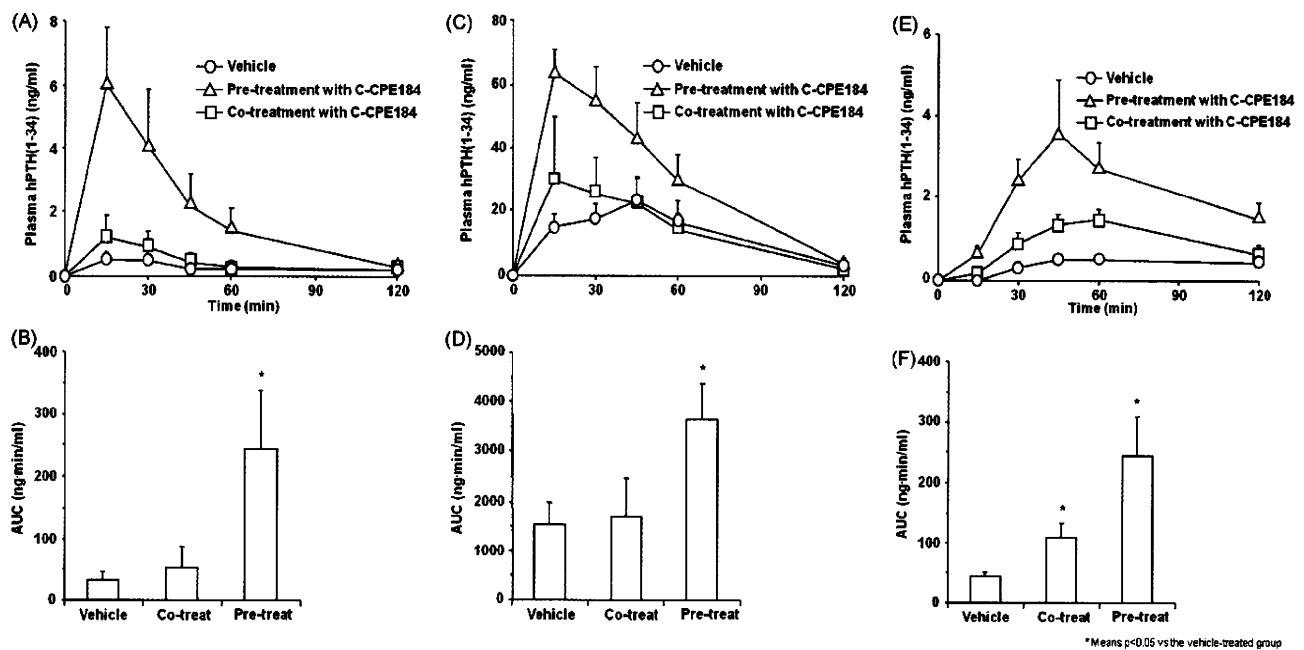 (A)
Plasma hPTH(1-34) (ng/ml)
8
6
4
2
0
Vehicle
Pre-treatment with C-CPE184
Co-treatment with C-CPE184
0 30 60 90 120
Time (min)
(C)
Plasma hPTH(1-34) (ng/ml)
80
60
40
20
0
Vehicle
Pre-treatment with C-CPE184
Co-treatment with C-CPE184
0 30 60 90 120
Time (min)
(E)
Plasma hPTH(1-34) (ng/ml)
6
4
2
0
Vehicle
Pre-treatment with C-CPE184
Co-treatment with C-CPE184
0 30 60 90 120
Time (min)
(B)
AUC (ng·min/ml)
400
300
200
100
50
0
*
Vehicle Co-treat Pre-treat
(D)
AUC (ng·min/ml)
5000
4000
3000
2000
1000
0
*
Vehicle Co-treat Pre-treat
(F)
AUC (ng·min/ml)
400
300
200
100
50
0
*
*
Vehicle Co-treat Pre-treat
*Means p<0.05 vs the vehicle-treated group